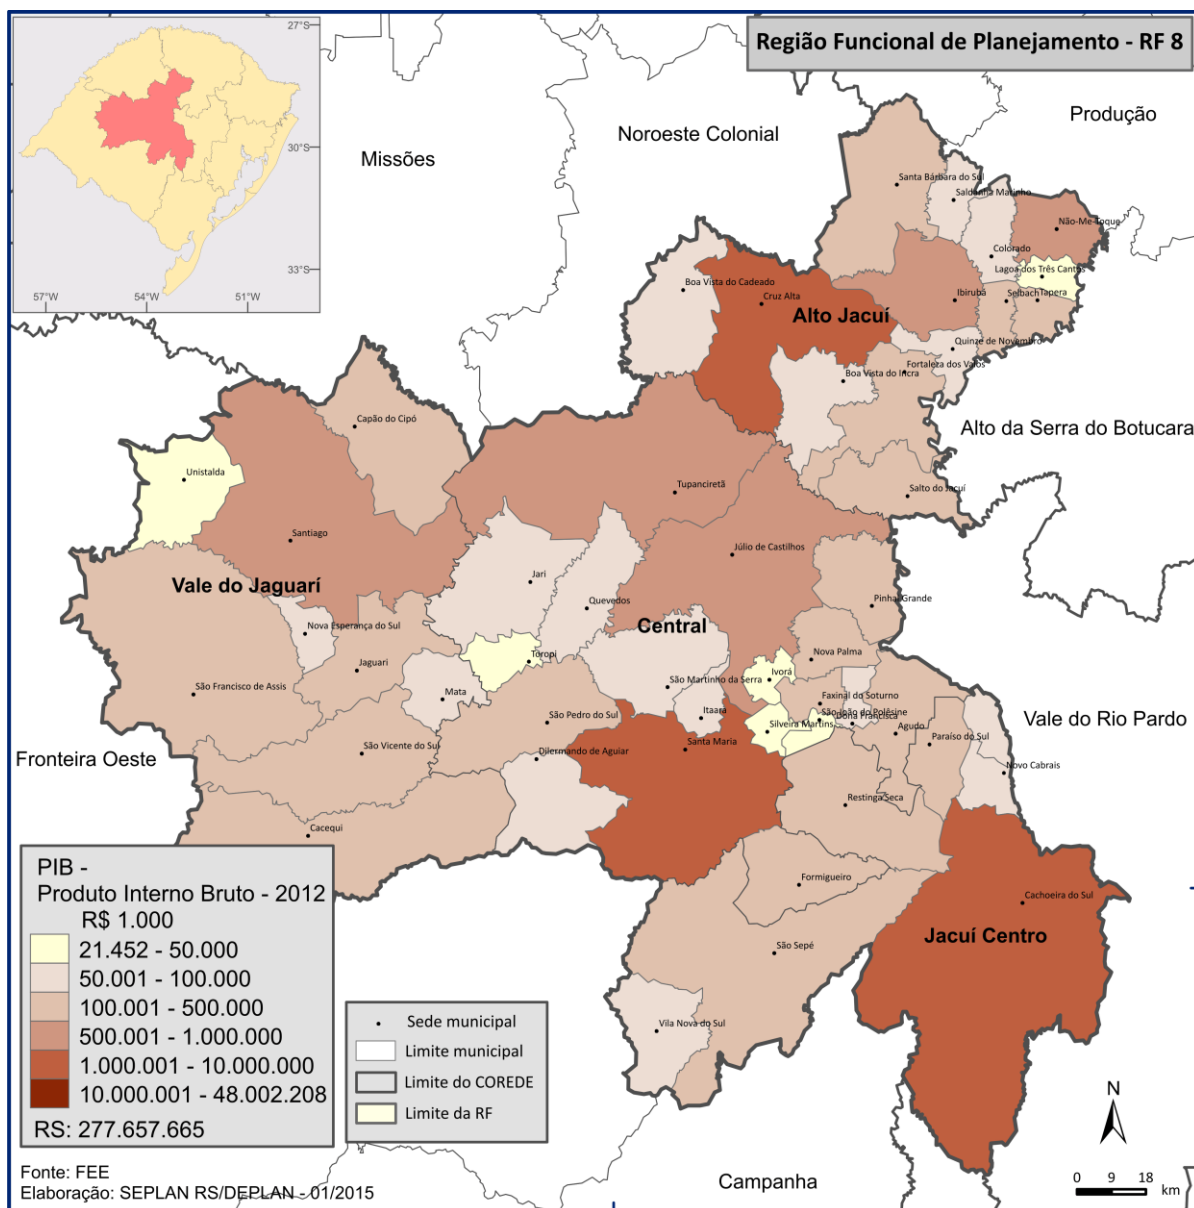 Região Funcional de Planejamento - RF 8
27°S
30°S
33°S
57°W
54°W
51°W
Missões
Noroeste Colonial
Produção
Santa Bárbara do Sul
Saldanha Marinho
Não-Me-Toque
Colorado
Lagoa dos Três Cantos
Boa Vista do Cadeado
Cruz Alta
Ibirubá
Selbach
Tapera
Alto Jacuí
Quinze de Novembro
Fortaleza dos Valos
Boa Vista do Incra
Capão do Cipó
Alto da Serra do Botucara
Unistalda
Tupanciretã
Salto do Jacuí
Santiago
Júlio de Castilhos
Vale do Jaguarí
Jari
Quevedos
Pinhal Grande
Central
Nova Esperança do Sul
Toropi
Nova Palma
Jaguari
Ivorá
São Francisco de Assis
Mata
São Martinho da Serra
Faxinal do Soturno
São Pedro do Sul
Itaara
São João do Polêsine
Silveira Martins
Dona Francisca
Agudo
Paraíso do Sul
Vale do Rio Pardo
São Vicente do Sul
Dilermando de Aguiar
Santa Maria
Fronteira Oeste
Novo Cabrais
Restinga Seca
Cacequi
Formigueiro
Cachoeira do Sul
Jacuí Centro
São Sepé
Vila Nova do Sul
PIB -
Produto Interno Bruto - 2012
R$ 1.000
21.452 - 50.000
50.001 - 100.000
100.001 - 500.000
500.001 - 1.000.000
1.000.001 - 10.000.000
10.000.001 - 48.002.208
RS: 277.657.665
Sede municipal
Limite municipal
Limite do COREDE
Limite da RF
N
0 9 18
km
Campanha
Fonte: FEE
Elaboração: SEPLAN RS/DEPLAN - 01/2015